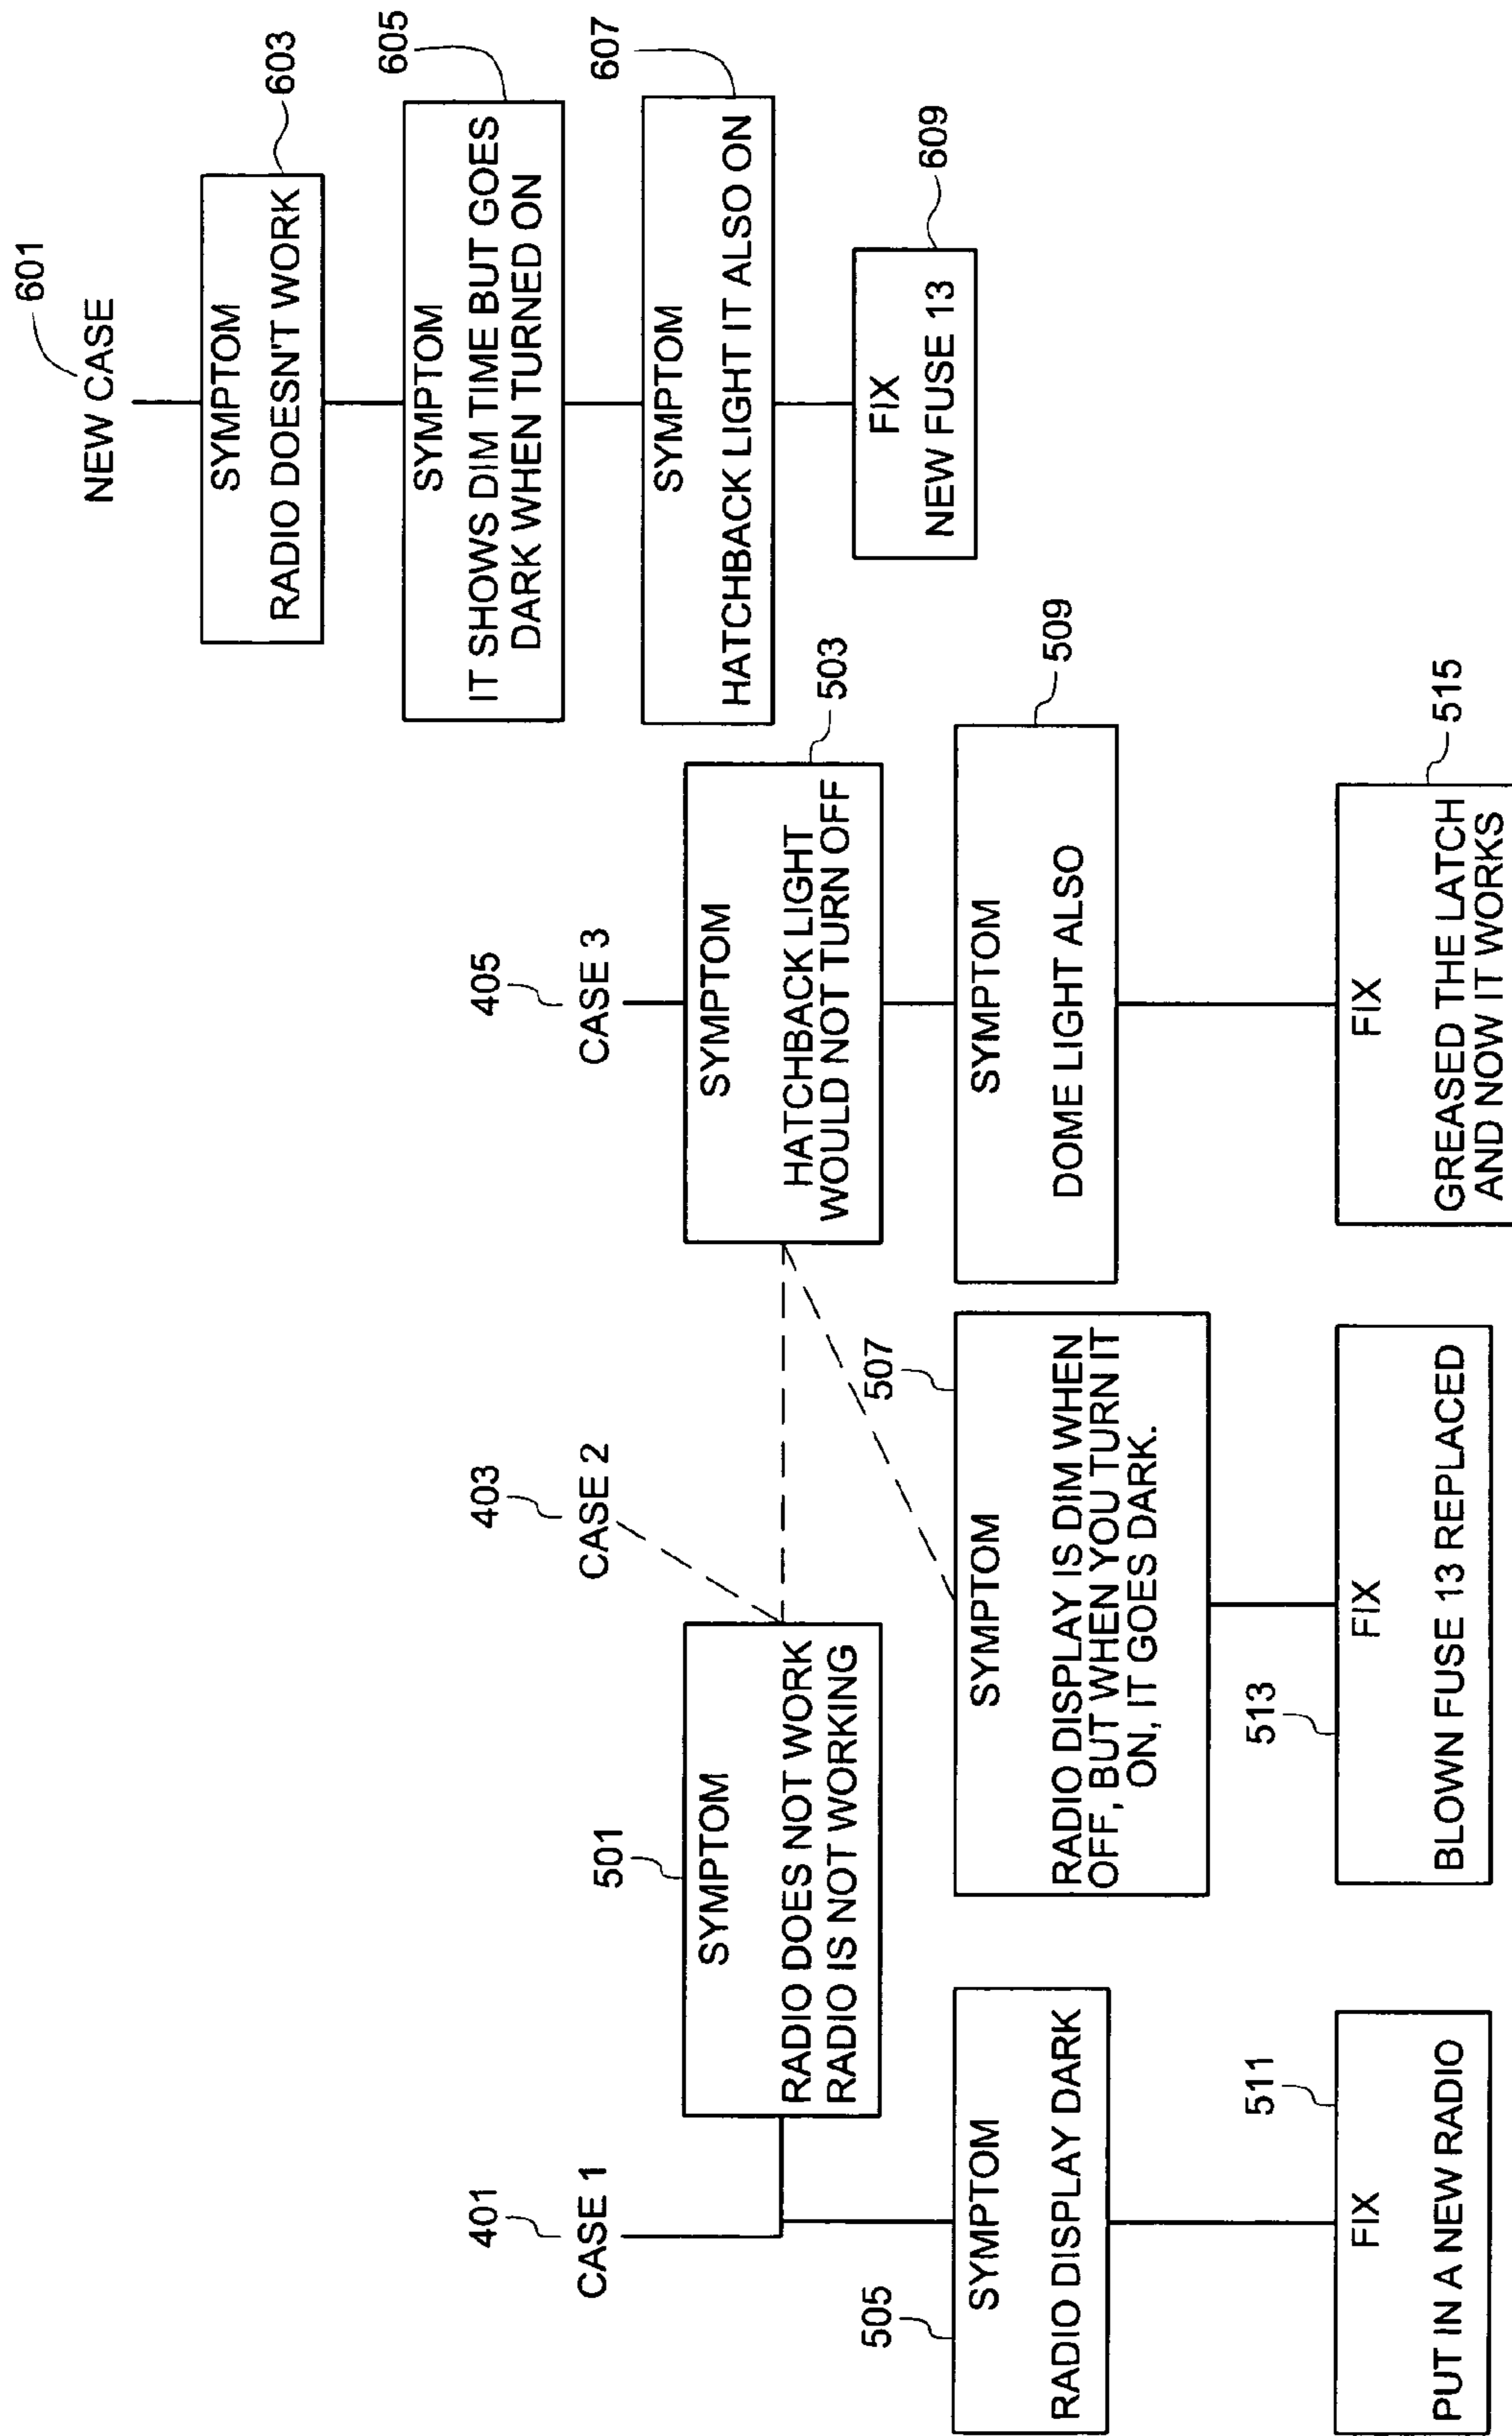 601
NEW CASE
SYMPTOM
RADIO DOESN'T WORK
603
SYMPTOM
IT SHOWS DIM TIME BUT GOES
DARK WHEN TURNED ON
605
SYMPTOM
HATCHBACK LIGHT IT ALSO ON
607
FIX
NEW FUSE 13
609
401
CASE 1
403
CASE 2
405
CASE 3
501
SYMPTOM
RADIO DOES NOT WORK
RADIO IS NOT WORKING
SYMPTOM
HATCHBACK LIGHT
WOULD NOT TURN OFF
503
505
SYMPTOM
RADIO DISPLAY DARK
507
SYMPTOM
RADIO DISPLAY IS DIM WHEN
OFF, BUT WHEN YOU TURN IT
ON, IT GOES DARK.
SYMPTOM
DOME LIGHT ALSO
509
511
FIX
PUT IN A NEW RADIO
513
FIX
BLOWN FUSE 13 REPLACED
FIX
GREASED THE LATCH
AND NOW IT WORKS
515